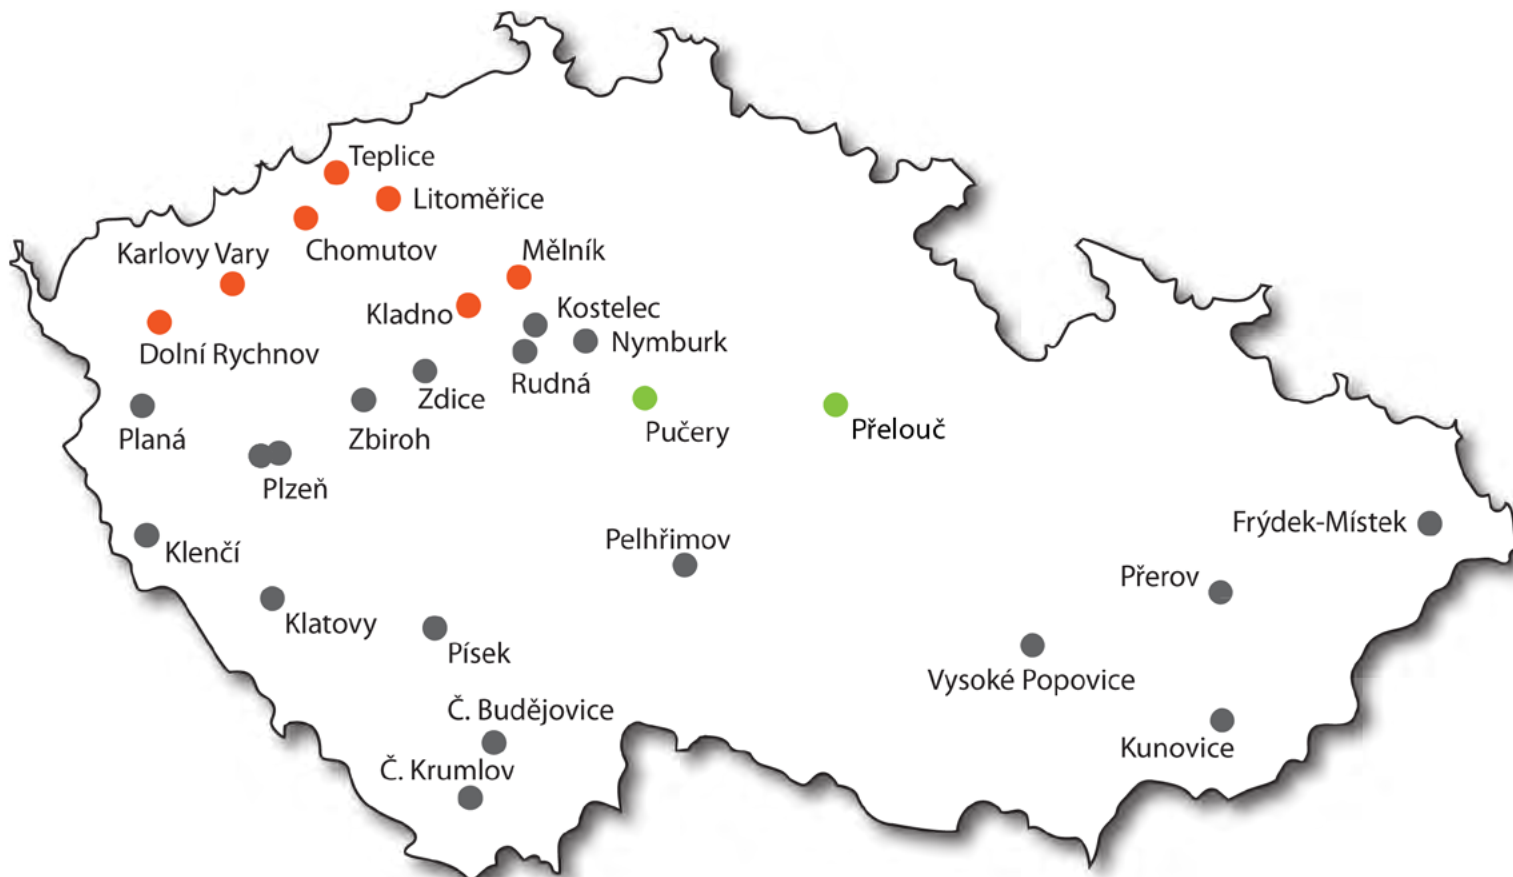 Teplice
Litoměřice
Chomutov
Karlovy Vary
Mělník
Kladno
Kostelec
Dolní Rychnov
Nymburk
Rudná
Zdice
Planá
Zbiroh
Pučery
Přelouč
Plzeň
Frýdek-Místek
Klenčí
Pelhřimov
Přerov
Klatovy
Písek
Vysoké Popovice
Č. Budějovice
Kunovice
Č. Krumlov